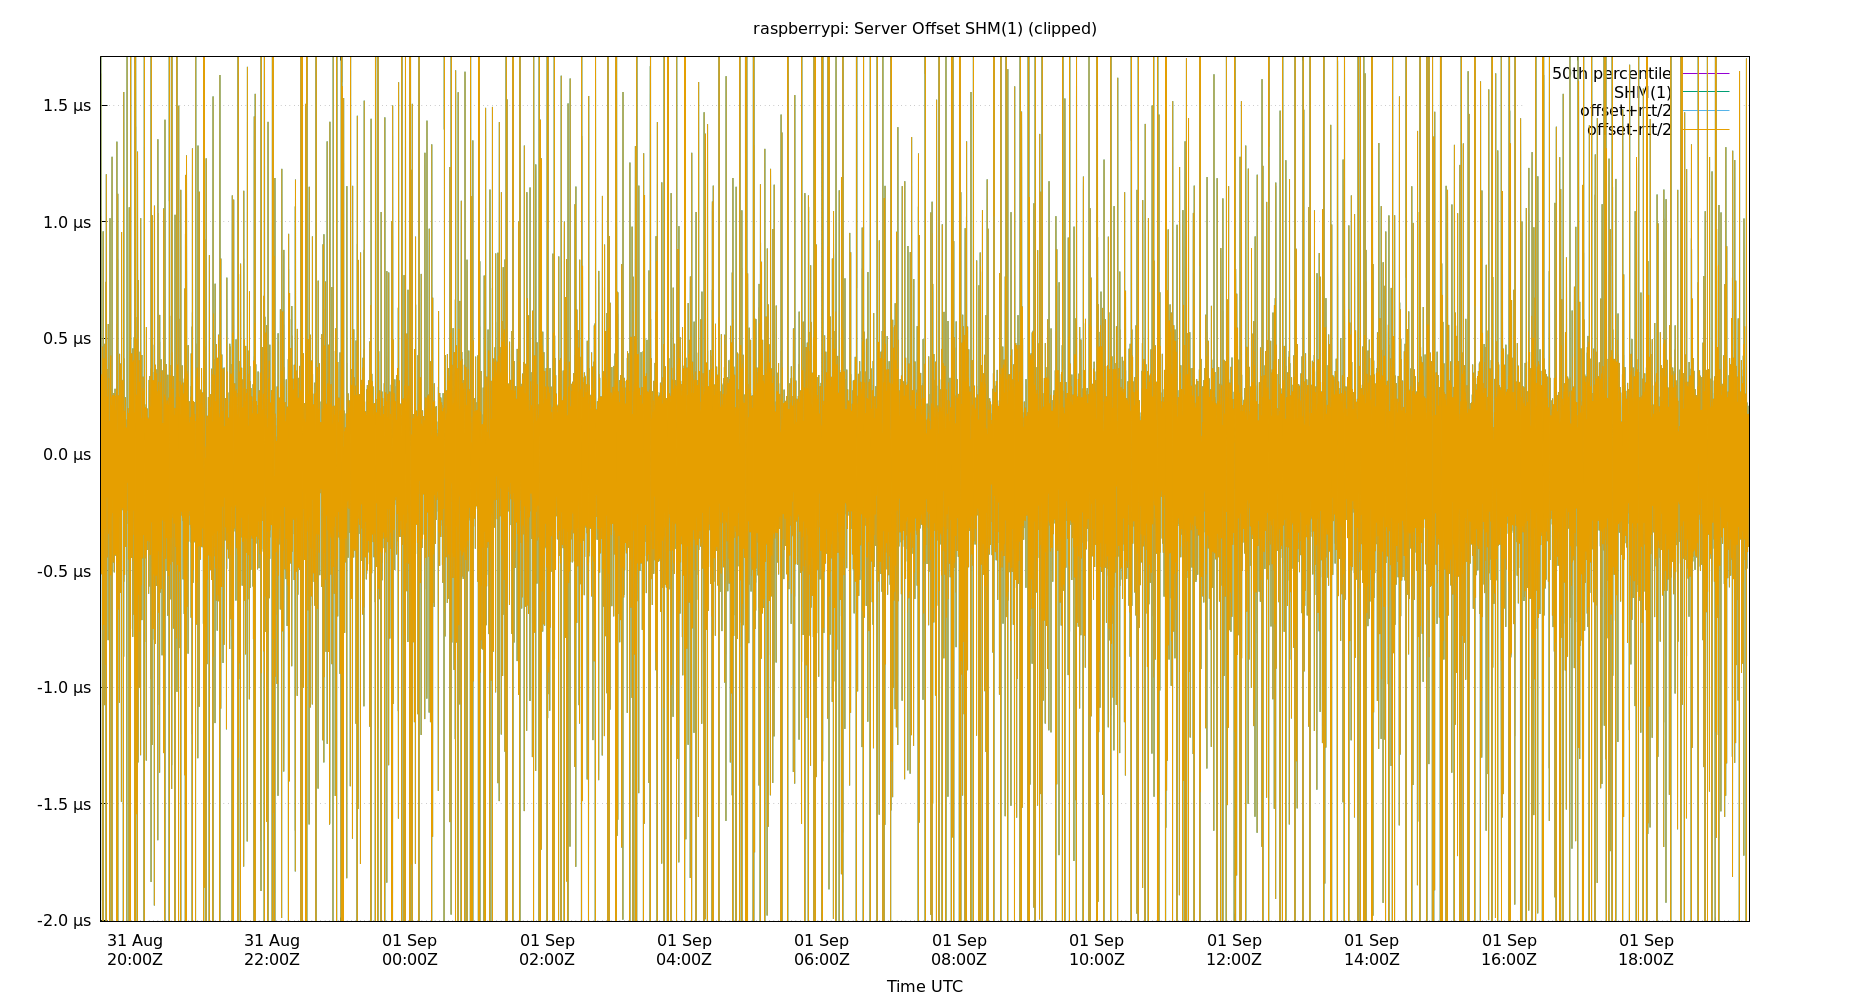 raspberrypi: Server Offset SHM(1) (clipped)
50th percentile
SHM(1)
offset+rtt/2
offset-rtt/2
1.5 µs
1.0 µs
0.5 µs
0.0 µs
-0.5 µs
-1.0 µs
-1.5 µs
-2.0 µs
31 Aug 31 Aug 01 Sep 01 Sep 01 Sep 01 Sep 01 Sep 01 Sep 01 Sep 01 Sep 01 Sep 01 Sep
20:00Z 22:00Z 00:00Z 02:00Z 04:00Z 06:00Z 08:00Z 10:00Z 12:00Z 14:00Z 16:00Z 18:00Z
Time UTC